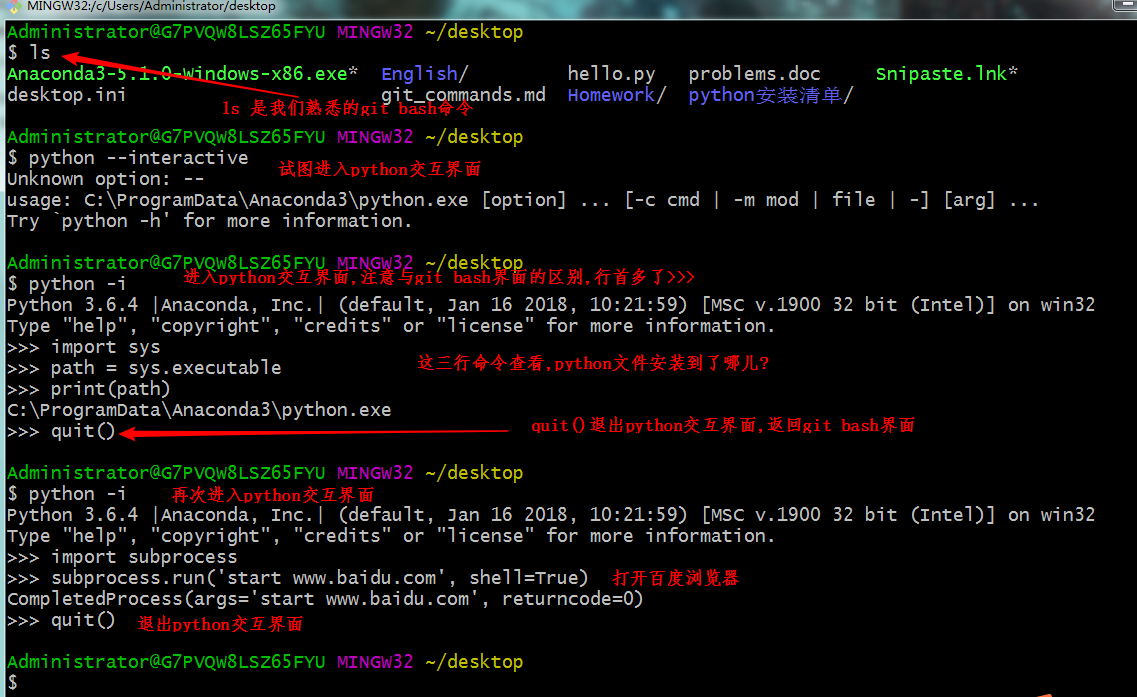 MINGW32:/c/Users/Administrator/desktop
Administrator@G7PVQW8LSZ65FYU MINGW32 ~/desktop
$ ls
Anaconda3-5.1.0-Windows-x86.exe* English/ hello.py problems.doc Snipaste.lnk*
desktop.ini git_commands.md Homework/ python安装清单/
ls 是我们熟悉的git bash命令
Administrator@G7PVQW8LSZ65FYU MINGW32 ~/desktop
$ python --interactive
试图进入python交互界面
Unknown option: --
usage: C:\ProgramData\Anaconda3\python.exe [option] ... [-c cmd | -m mod | file | -] [arg] ...
Try `python -h' for more information.
Administrator@G7PVQW8LSZ65FYU MINGW32 ~/desktop
进入python交互界面,注意与git bash界面的区别,行首多了>>>
$ python -i
Python 3.6.4 |Anaconda, Inc.| (default, Jan 16 2018, 10:21:59) [MSC v.1900 32 bit (Intel)] on win32
Type "help", "copyright", "credits" or "license" for more information.
>>> import sys
>>> path = sys.executable
这三行命令查看,python文件安装到了哪儿?
>>> print(path)
C:\ProgramData\Anaconda3\python.exe
>>> quit()
quit()退出python交互界面,返回git bash界面
Administrator@G7PVQW8LSZ65FYU MINGW32 ~/desktop
$ python -i
再次进入python交互界面
Python 3.6.4 |Anaconda, Inc.| (default, Jan 16 2018, 10:21:59) [MSC v.1900 32 bit (Intel)] on win32
Type "help", "copyright", "credits" or "license" for more information.
>>> import subprocess
>>> subprocess.run('start www.baidu.com', shell=True)
打开百度浏览器
CompletedProcess(args='start www.baidu.com', returncode=0)
>>> quit()
退出python交互界面
Administrator@G7PVQW8LSZ65FYU MINGW32 ~/desktop
$